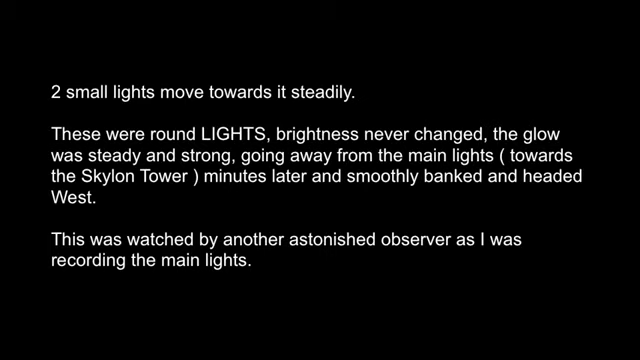 2 small lights move towards it steadily.
These were round LIGHTS, brightness never changed, the glow
was steady and strong, going away from the main lights ( towards
the Skylon Tower ) minutes later and smoothly banked and headed
West.
This was watched by another astonished observer as I was
recording the main lights.